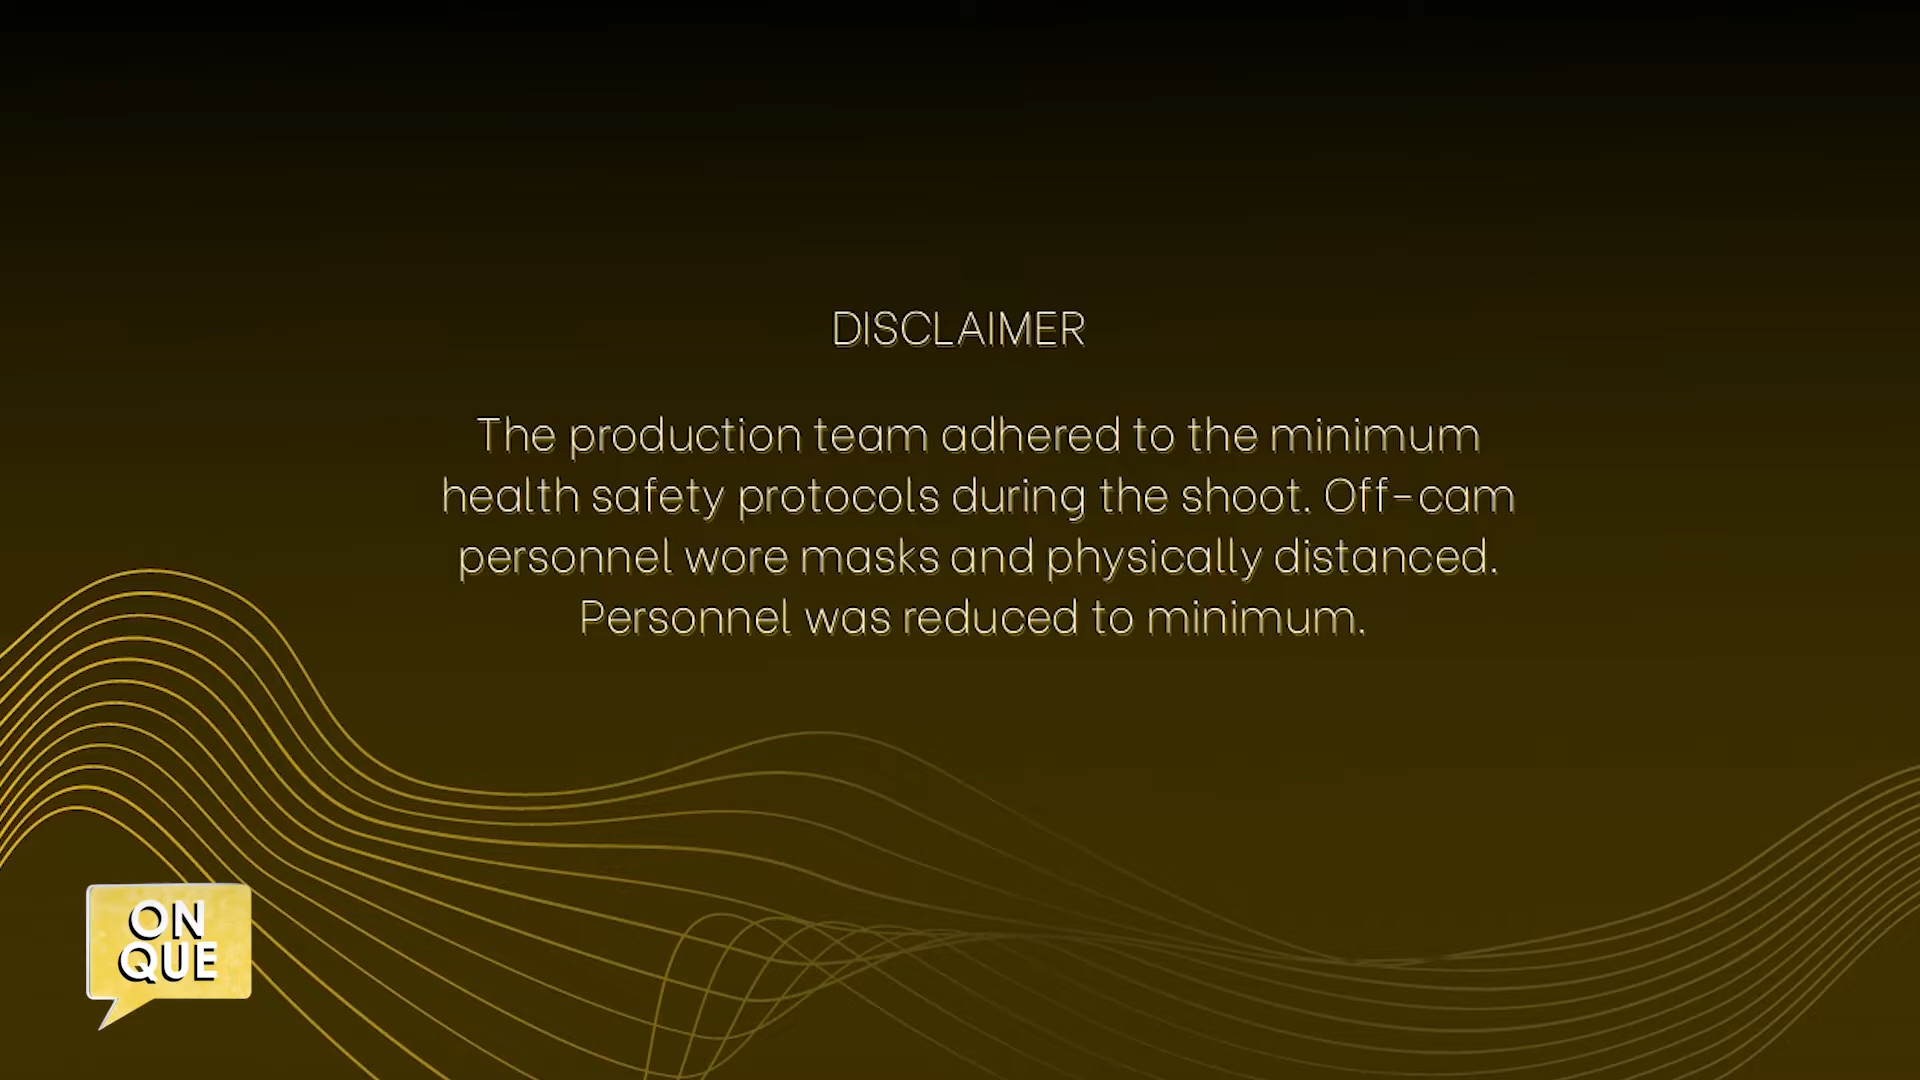 DISCLAIMER
The production team adhered to the minimum
health safety protocols during the shoot. Off-cam
personnel wore masks and physically distanced.
Personnel was reduced to minimum.
ON
QUE